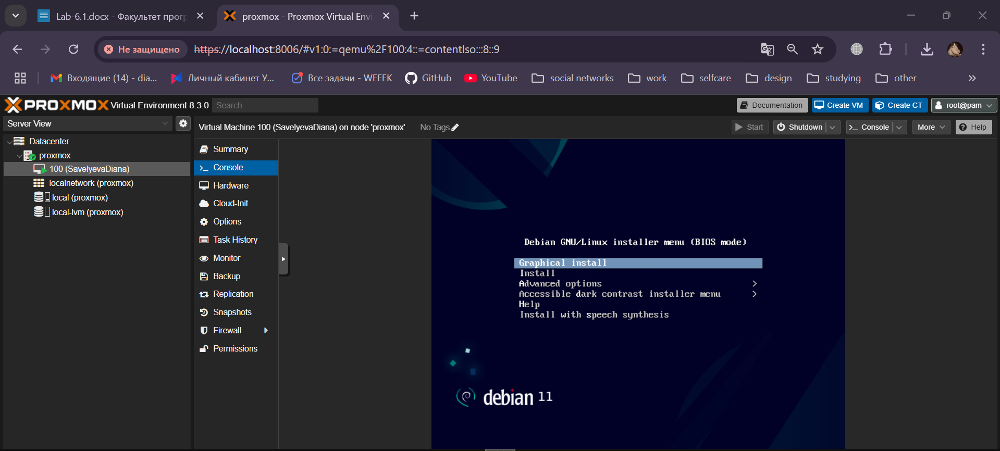 Lab-6.1.docx - Факультет прогр
proxmox - Proxmox Virtual Envi
Не защищено
https://localhost:8006/#v1:0:=qemu%2F100:4::=contentIso:::8::9
Входящие (14) - dia...
Личный кабинет У...
Все задачи - WEEEK
GitHub
YouTube
social networks
work
selfcare
design
studying
other
PROXMOX Virtual Environment 8.3.0
Search
Documentation
Create VM
Create CT
root@pam
Server View
Virtual Machine 100 (SavelyevaDiana) on node 'proxmox'
No Tags
Start
Shutdown
Console
More
Help
Datacenter
proxmox
100 (SavelyevaDiana)
localnetwork (proxmox)
local (proxmox)
local-lvm (proxmox)
Summary
Console
Hardware
Cloud-Init
Options
Task History
Monitor
Backup
Replication
Snapshots
Firewall
Permissions
Debian GNU/Linux installer menu (BIOS mode)
Graphical install
Install
Advanced options >
Accessible dark contrast installer menu >
Help
Install with speech synthesis
debian 11